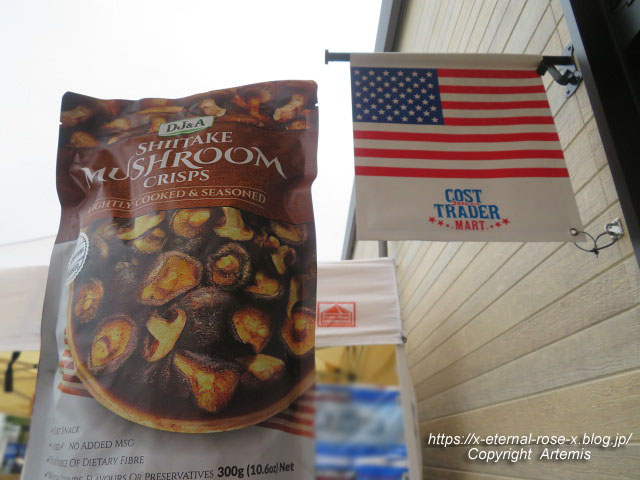 DJ&A
SHIITAKE
MUSHROOM
CRISPS
LIGHTLY COOKED & SEASONED
SNACK
NO ADDED MSG
OF DIETARY FIBRE
FLAVOURS OR PRESERVATIVES
300g (10.6oz) Net
COST
TRADER
MART
https://x-eternal-rose-x.blog.jp/
Copyright Artemis